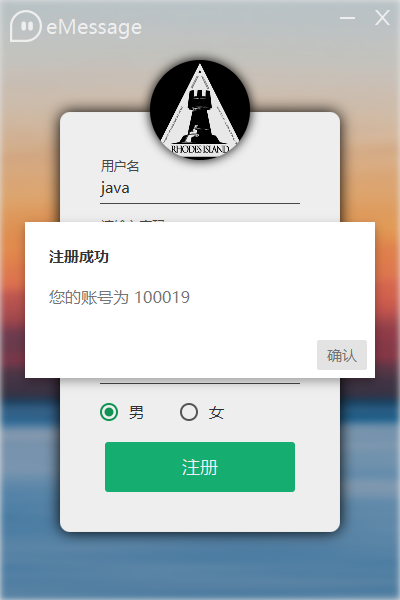 eMessage
RHODES ISLAND
用户名
java
注册成功
您的账号为 100019
确认
男
女
注册